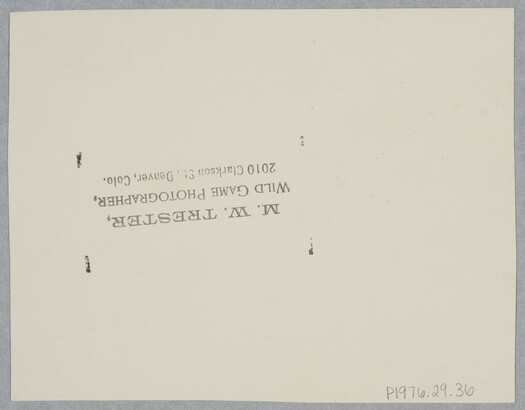 M. W. TRESTER,
WILD GAME PHOTOGRAPHER,
2010 Clarkson St., Denver, Colo.
P1976.29.36